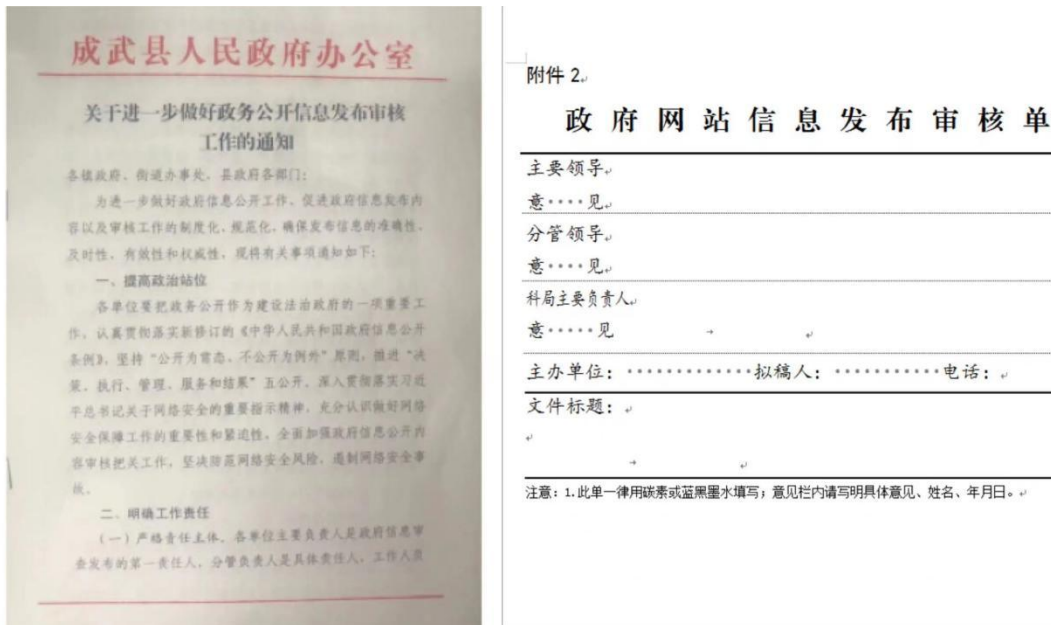 成武县人民政府办公室
关于进一步做好政务公开信息发布审核
工作的通知
各镇政府、街道办事处，县政府各部门：
为进一步做好政府信息公开工作，促进政府信息发布内
容以及审核工作的制度化、规范化，确保发布信息的准确性、
及时性、有效性和权威性，现将有关事项通知如下：
一、提高政治站位
各单位要把政务公开作为建设法治政府的一项重要工
作，认真贯彻落实新修订的《中华人民共和国政府信息公开
条例》，坚持“公开为常态、不公开为例外”原则，推进“决
策、执行、管理、服务和结果”五公开，深入贯彻落实习近
平总书记关于网络安全的重要指示精神，充分认识做好网络
安全保障工作的重要性和紧迫性，全面加强政府信息公开内
容审核把关工作，坚决防范网络安全风险，遏制网络安全事
故。
二、明确工作责任
（一）严格责任主体。各单位主要负责人是政府信息审
查发布的第一责任人，分管负责人是具体责任人，工作人员
附件 2
政府网站信息发布审核单
主要领导
意····见
分管领导
意····见
科局主要负责人
意·····见
主办单位：·············拟稿人：···········电话：
文件标题：
注意：1.此单一律用碳素或蓝黑墨水填写；意见栏内请写明具体意见、姓名、年月日。